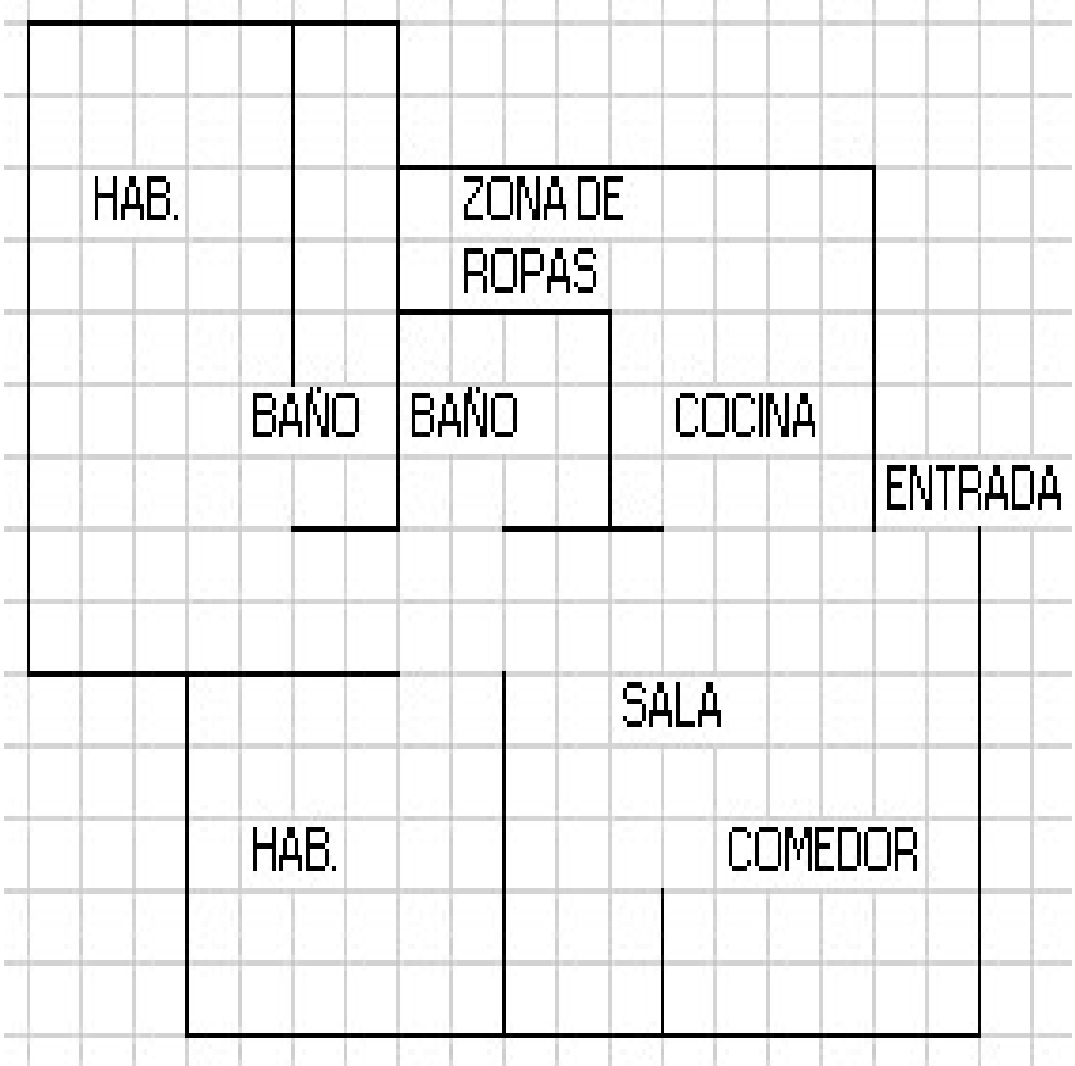 HAB.
ZONA DE
ROPAS
BAÑO
BAÑO
COCINA
ENTRADA
SALA
HAB.
COMEDOR